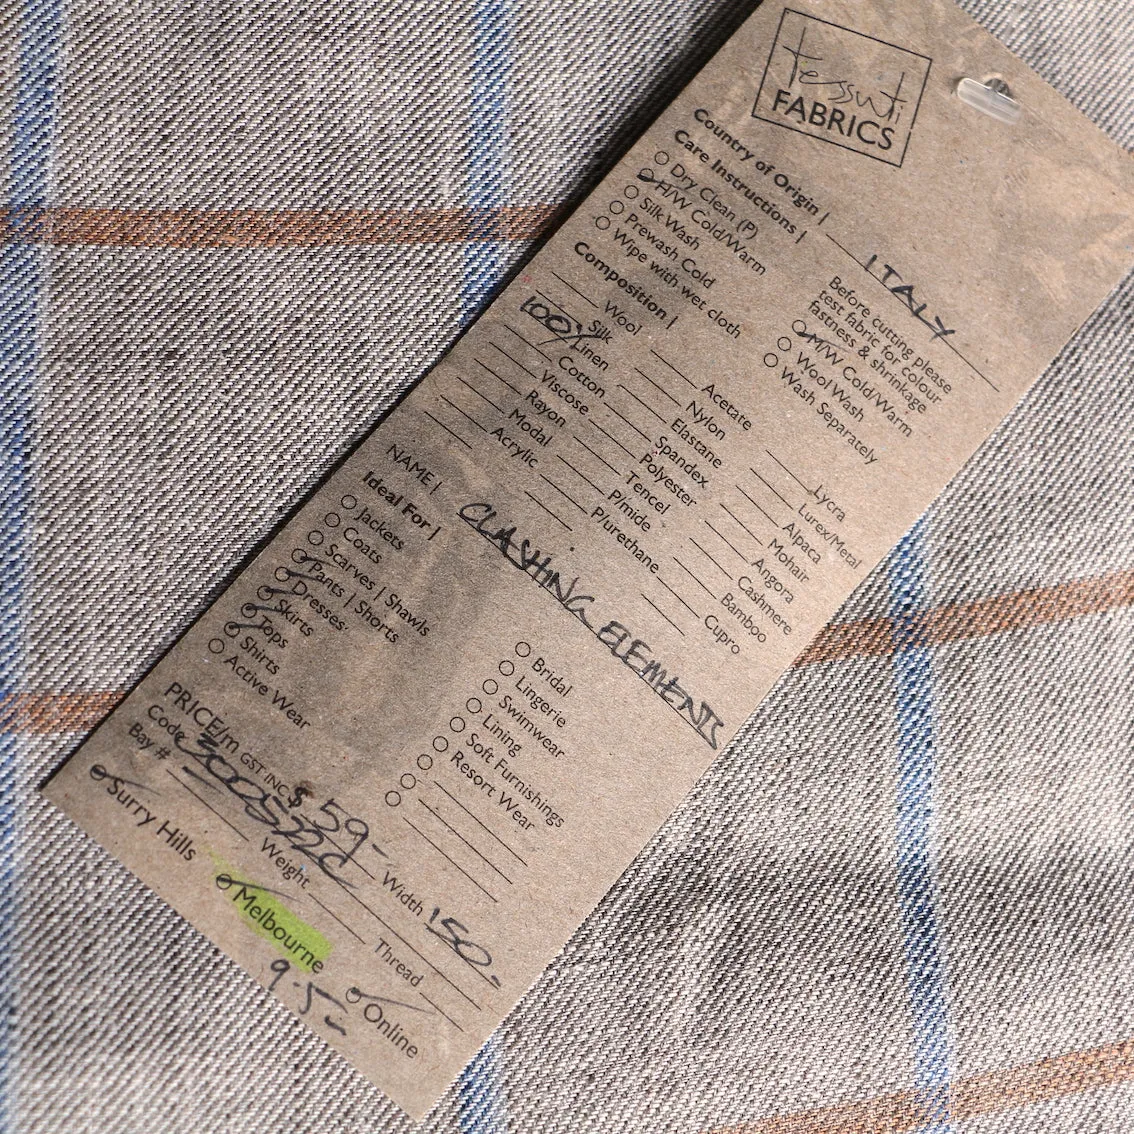 tessuti
FABRICS
Country of Origin | ITALY
Care Instructions |
Dry Clean (P)
H/W Cold/Warm
Silk Wash
Prewash Cold
Wipe with wet cloth
Before cutting please
test fabric for colour
fastness & shrinkage
M/W Cold/Warm
Wool Wash
Wash Separately
Composition |
Wool
Silk
100% Linen
Cotton
Viscose
Rayon
Modal
Acrylic
Acetate
Nylon
Elastane
Spandex
Polyester
Tencel
P/mide
P/urethane
Lycra
Lurex/Metal
Alpaca
Mohair
Angora
Cashmere
Bamboo
Cupro
NAME | CLASHING ELEMENTS
Ideal For |
Jackets
Coats
Scarves | Shawls
Pants | Shorts
Dresses
Skirts
Tops
Shirts
Active Wear
Bridal
Lingerie
Swimwear
Lining
Soft Furnishings
Resort Wear
PRICE/m GST INC $59-
Code
Width 150-
Bay #
Weight
Thread
Surry Hills
Melbourne
Online
9.5-